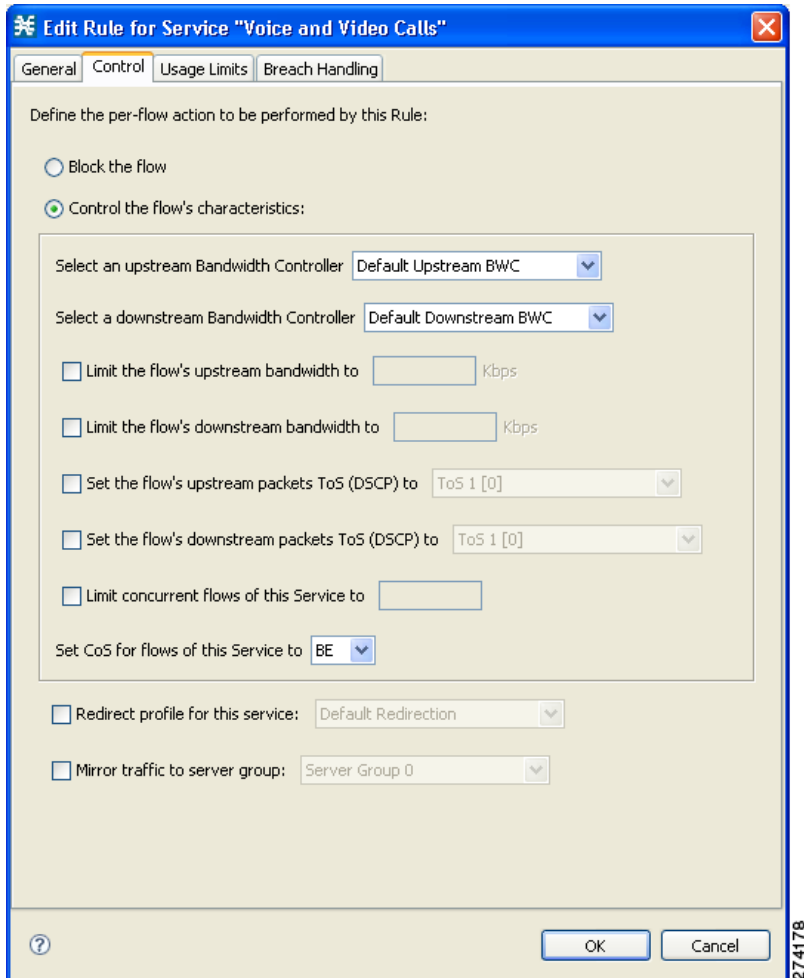 Edit Rule for Service "Voice and Video Calls"
General Control Usage Limits Breach Handling
Define the per-flow action to be performed by this Rule:
Block the flow
Control the flow's characteristics:
Select an upstream Bandwidth Controller Default Upstream BWC
Select a downstream Bandwidth Controller Default Downstream BWC
Limit the flow's upstream bandwidth to Kbps
Limit the flow's downstream bandwidth to Kbps
Set the flow's upstream packets ToS (DSCP) to ToS 1 [0]
Set the flow's downstream packets ToS (DSCP) to ToS 1 [0]
Limit concurrent flows of this Service to
Set CoS for flows of this Service to BE
Redirect profile for this service: Default Redirection
Mirror traffic to server group: Server Group 0
? OK Cancel
274178